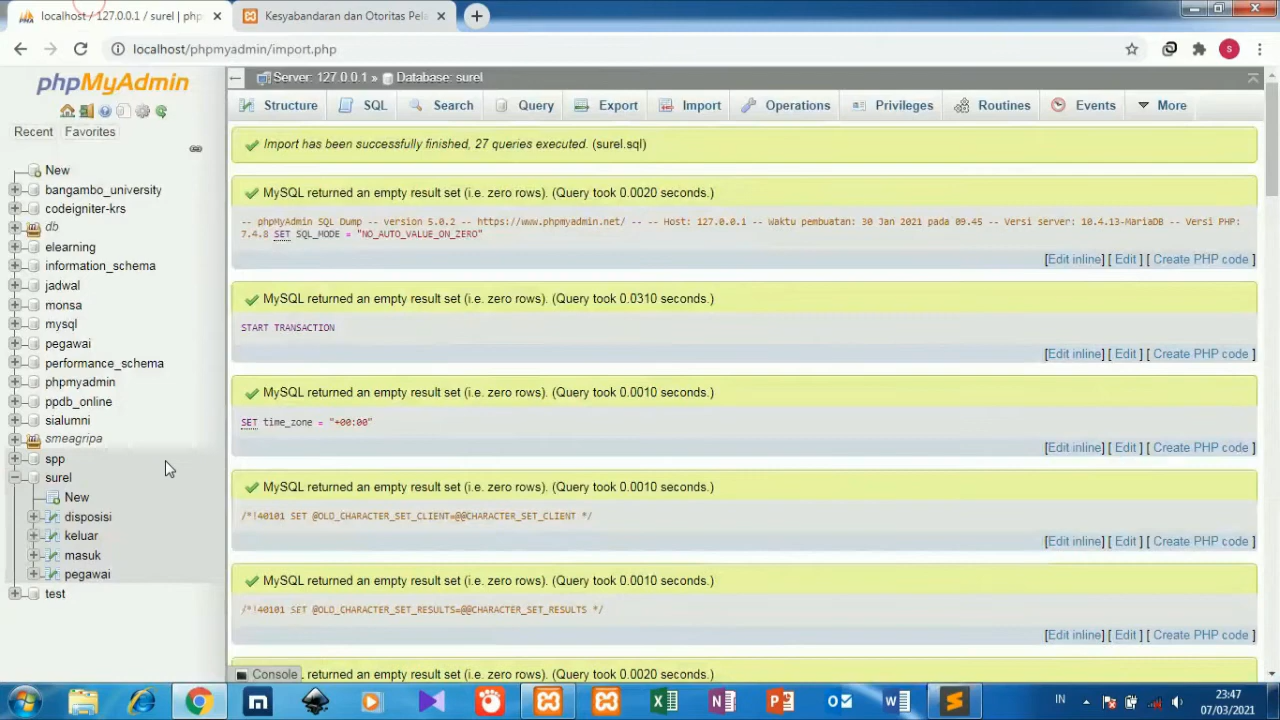 localhost / 127.0.0.1 / surel | php
Kesyabandaran dan Otoritas Pela
localhost/phpmyadmin/import.php
S
phpMyAdmin
Recent
Favorites
New
bangambo_university
codeigniter-krs
db
elearning
information_schema
jadwal
monsa
mysql
pegawai
performance_schema
phpmyadmin
ppdb_online
sialumni
smeagripa
spp
surel
New
disposisi
keluar
masuk
pegawai
test
Server: 127.0.0.1 » Database: surel
Structure
SQL
Search
Query
Export
Import
Operations
Privileges
Routines
Events
More
Import has been successfully finished, 27 queries executed. (surel.sql)
MySQL returned an empty result set (i.e. zero rows). (Query took 0.0020 seconds.)
-- phpMyAdmin SQL Dump -- version 5.0.2 -- https://www.phpmyadmin.net/ -- -- Host: 127.0.0.1 -- Waktu pembuatan: 30 Jan 2021 pada 09.45 -- Versi server: 10.4.13-MariaDB -- Versi PHP:
7.4.8 SET SQL_MODE = "NO_AUTO_VALUE_ON_ZERO"
[Edit inline] [ Edit ] [ Create PHP code ]
MySQL returned an empty result set (i.e. zero rows). (Query took 0.0310 seconds.)
START TRANSACTION
[Edit inline] [ Edit ] [ Create PHP code ]
MySQL returned an empty result set (i.e. zero rows). (Query took 0.0010 seconds.)
SET time_zone = "+00:00"
[Edit inline] [ Edit ] [ Create PHP code ]
MySQL returned an empty result set (i.e. zero rows). (Query took 0.0010 seconds.)
/*!40101 SET @OLD_CHARACTER_SET_CLIENT=@@CHARACTER_SET_CLIENT */
[Edit inline] [ Edit ] [ Create PHP code ]
MySQL returned an empty result set (i.e. zero rows). (Query took 0.0010 seconds.)
/*!40101 SET @OLD_CHARACTER_SET_RESULTS=@@CHARACTER_SET_RESULTS */
[Edit inline] [ Edit ] [ Create PHP code ]
Console
returned an empty result set (i.e. zero rows). (Query took 0.0020 seconds.)
IN
23:47
07/03/2021